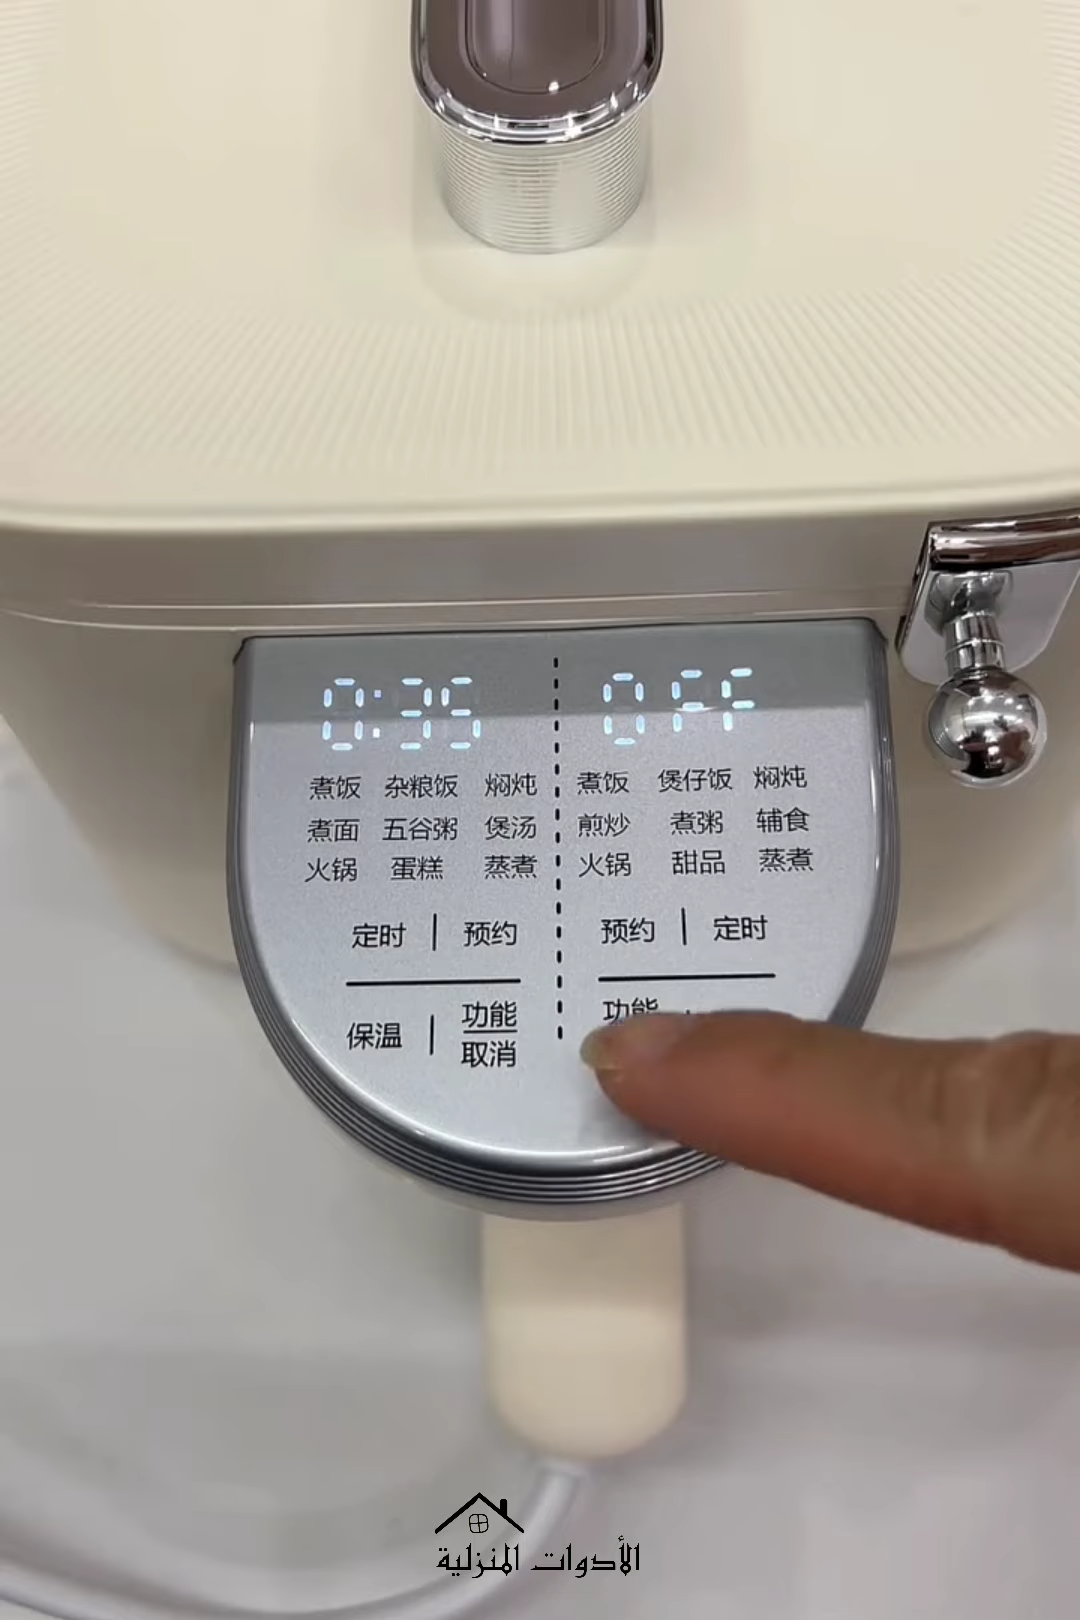 0:35 OFF
煮饭 杂粮饭 焖炖 煮饭 煲仔饭 焖炖
煮面 五谷粥 煲汤 煎炒 煮粥 辅食
火锅 蛋糕 蒸煮 火锅 甜品 蒸煮
定时 | 预约 预约 | 定时
保温 | 功能 功能
取消
الأدوات المنزلية